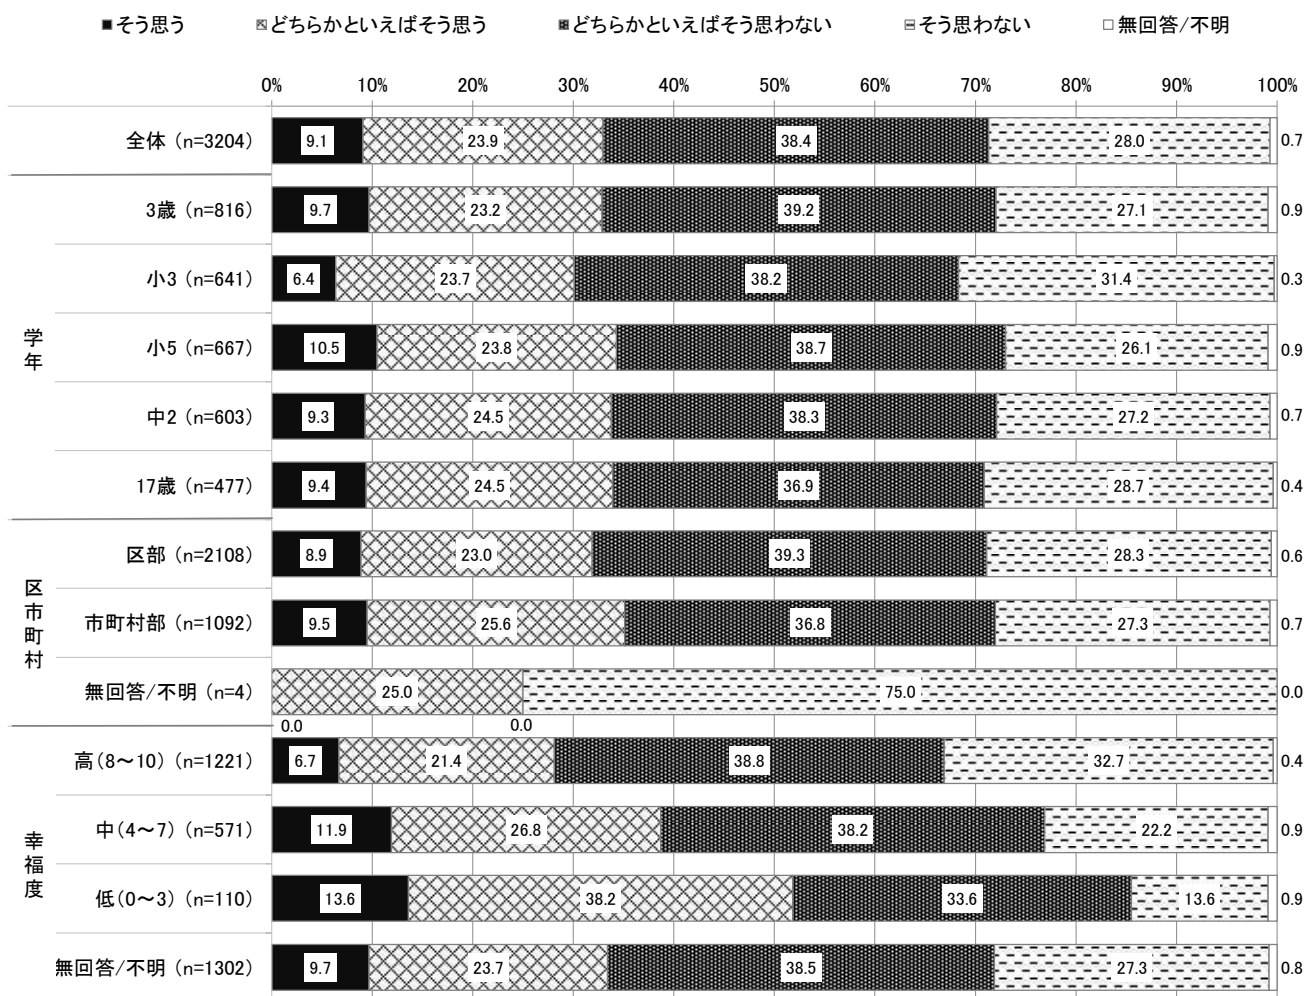 ■そう思う ▨どちらかといえばそう思う ▩どちらかといえばそう思わない ⊟そう思わない □無回答/不明
0% 10% 20% 30% 40% 50% 60% 70% 80% 90% 100%
全体 (n=3204) 9.1 23.9 38.4 28.0 0.7
学年
3歳 (n=816) 9.7 23.2 39.2 27.1 0.9
小3 (n=641) 6.4 23.7 38.2 31.4 0.3
小5 (n=667) 10.5 23.8 38.7 26.1 0.9
中2 (n=603) 9.3 24.5 38.3 27.2 0.7
17歳 (n=477) 9.4 24.5 36.9 28.7 0.4
区市町村
区部 (n=2108) 8.9 23.0 39.3 28.3 0.6
市町村部 (n=1092) 9.5 25.6 36.8 27.3 0.7
無回答/不明 (n=4) 25.0 75.0 0.0
0.0 0.0
幸福度
高(8～10) (n=1221) 6.7 21.4 38.8 32.7 0.4
中(4～7) (n=571) 11.9 26.8 38.2 22.2 0.9
低(0～3) (n=110) 13.6 38.2 33.6 13.6 0.9
無回答/不明 (n=1302) 9.7 23.7 38.5 27.3 0.8